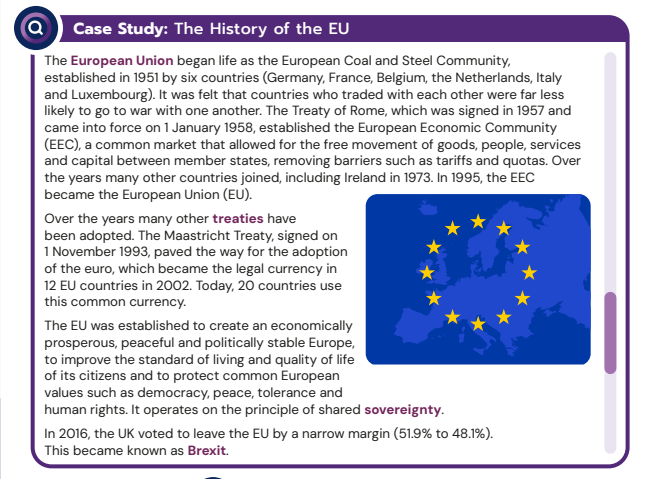 Case Study: The History of the EU
The European Union began life as the European Coal and Steel Community,
established in 1951 by six countries (Germany, France, Belgium, the Netherlands, Italy
and Luxembourg). It was felt that countries who traded with each other were far less
likely to go to war with one another. The Treaty of Rome, which was signed in 1957 and
came into force on 1 January 1958, established the European Economic Community
(EEC), a common market that allowed for the free movement of goods, people, services
and capital between member states, removing barriers such as tariffs and quotas. Over
the years many other countries joined, including Ireland in 1973. In 1995, the EEC
became the European Union (EU).
Over the years many other treaties have
been adopted. The Maastricht Treaty, signed on
1 November 1993, paved the way for the adoption
of the euro, which became the legal currency in
12 EU countries in 2002. Today, 20 countries use
this common currency.
The EU was established to create an economically
prosperous, peaceful and politically stable Europe,
to improve the standard of living and quality of life
of its citizens and to protect common European
values such as democracy, peace, tolerance and
human rights. It operates on the principle of shared sovereignty.
In 2016, the UK voted to leave the EU by a narrow margin (51.9% to 48.1%).
This became known as Brexit.